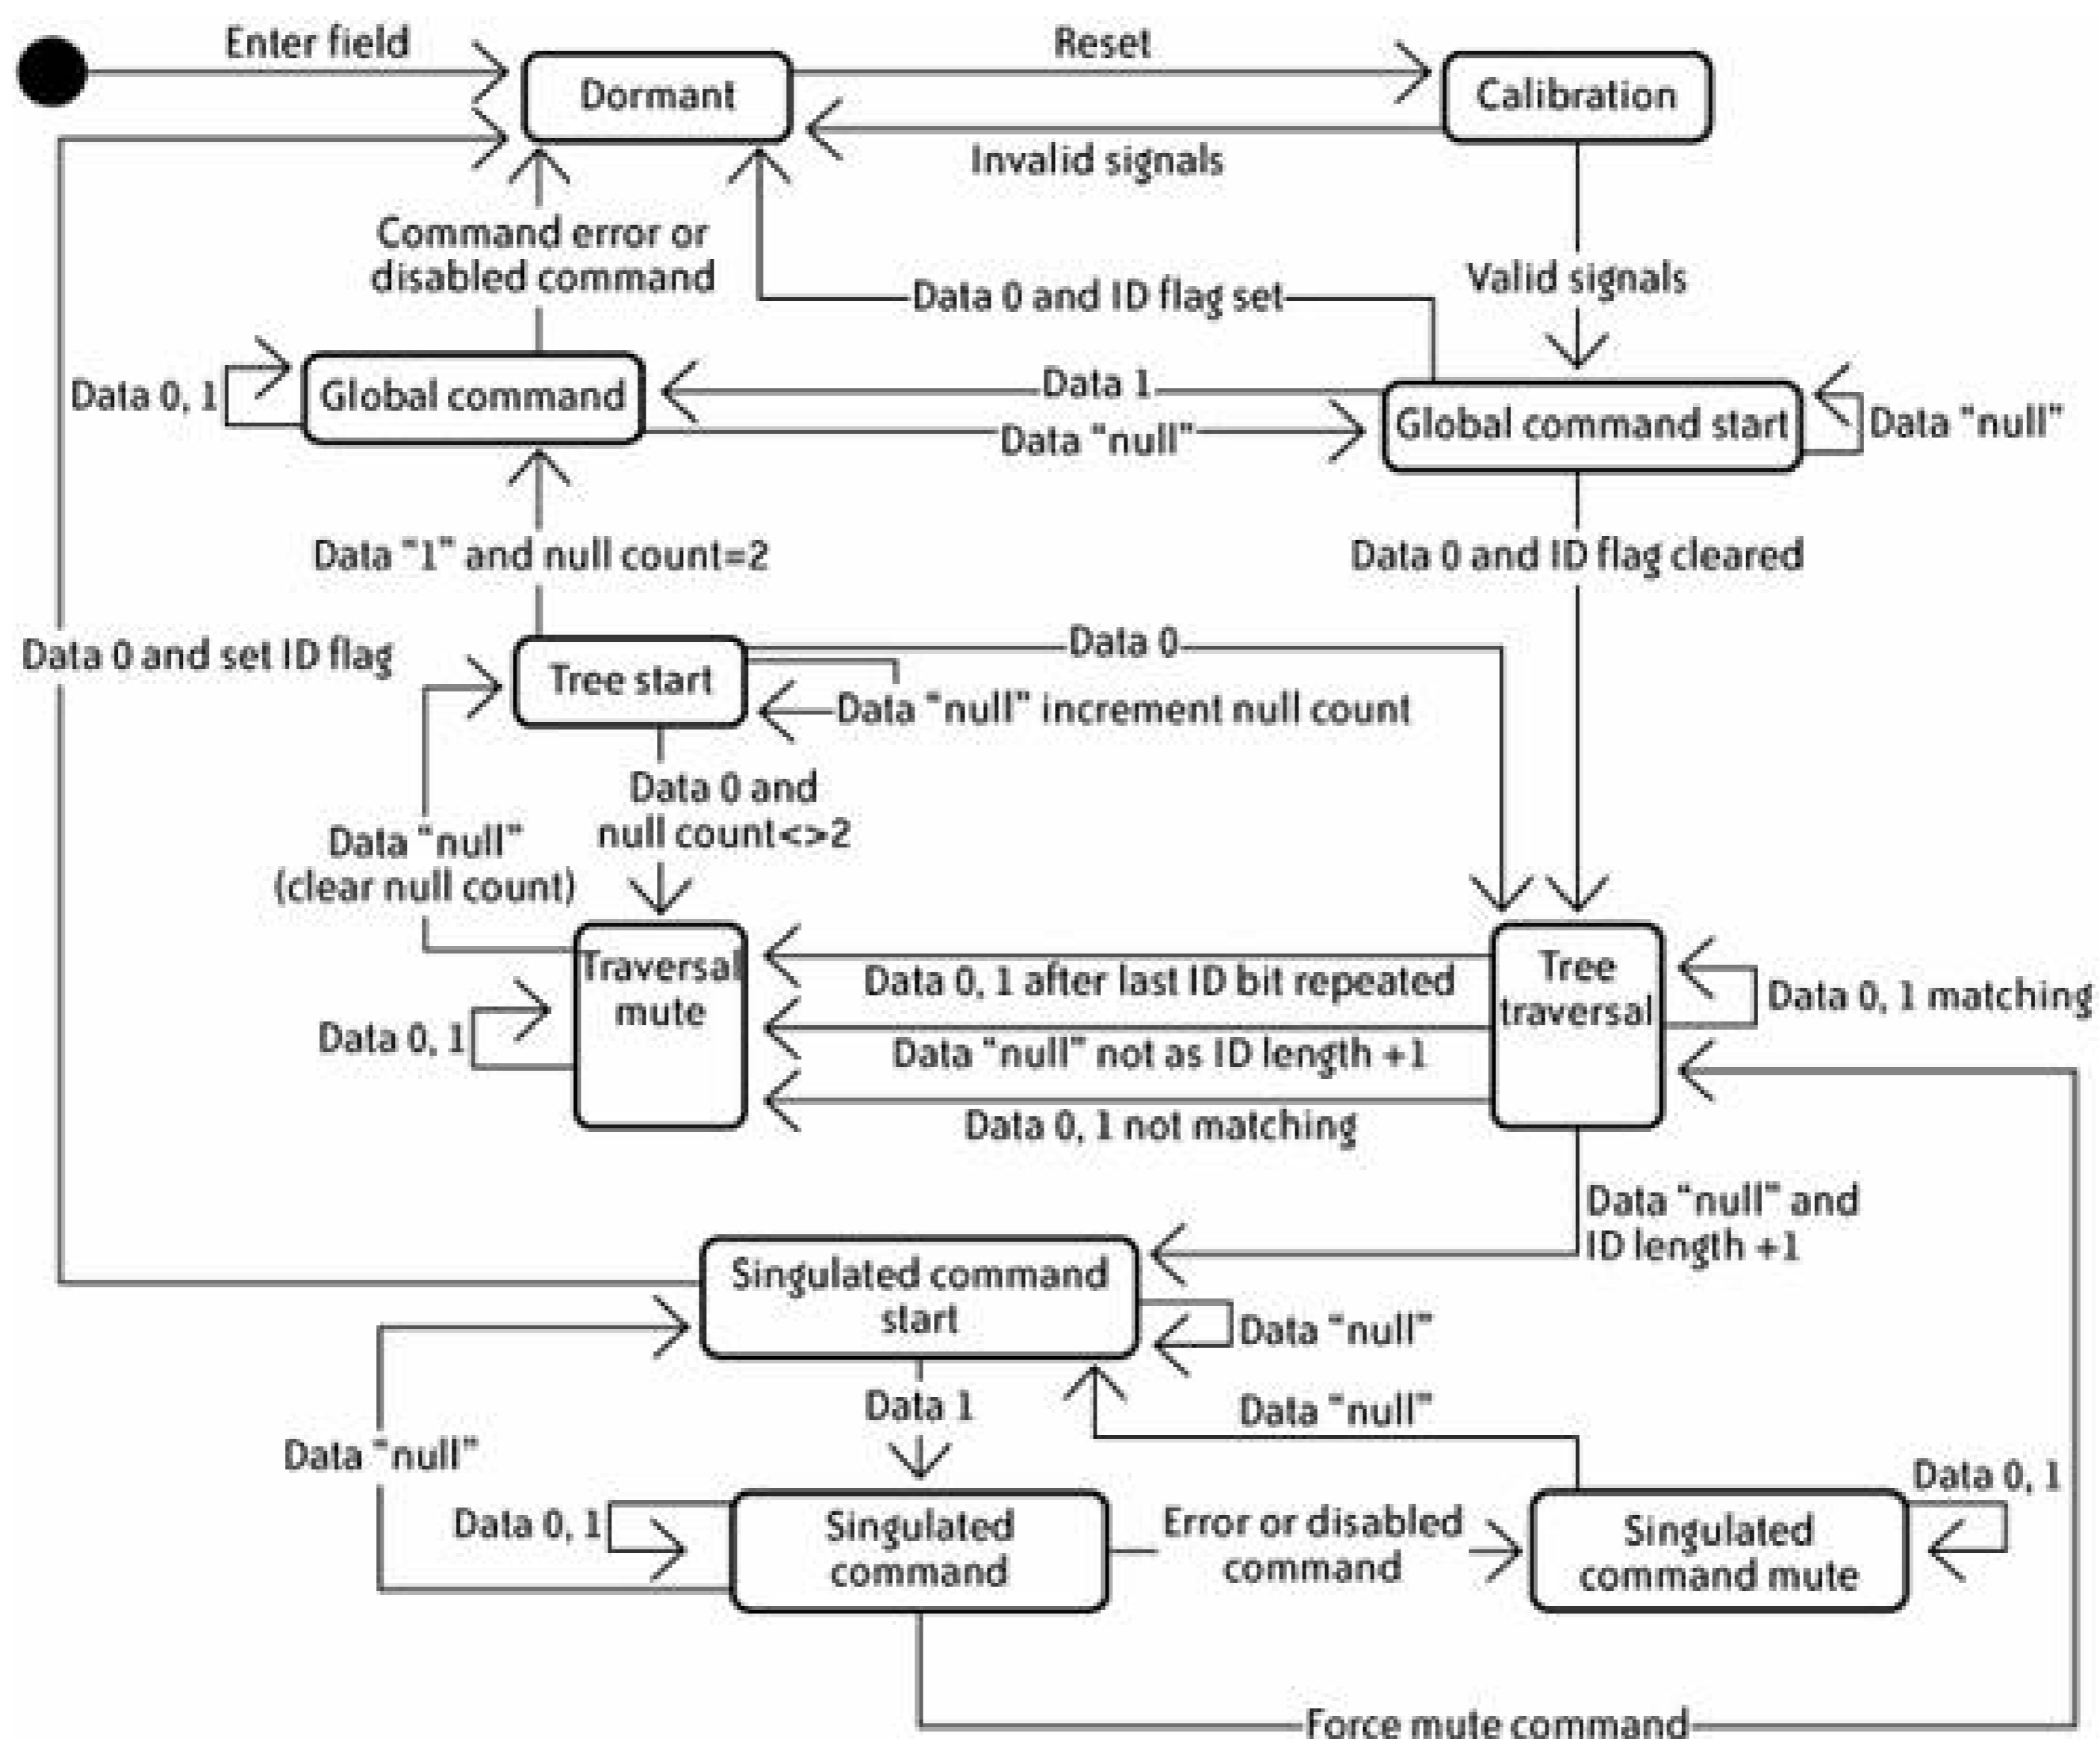 Enter field
Reset
Dormant
Calibration
Invalid signals
Command error or
disabled command
Data 0 and ID flag set
Valid signals
Data 0, 1
Global command
Data 1
Data “null”
Global command start
Data “null”
Data “1” and null count=2
Data 0 and ID flag cleared
Data 0 and set ID flag
Tree start
Data 0
Data “null” increment null count
Data 0 and
null count<>2
Data “null”
(clear null count)
Traversal
mute
Data 0, 1
Data 0, 1 after last ID bit repeated
Data “null” not as ID length +1
Data 0, 1 not matching
Tree
traversal
Data 0, 1 matching
Data “null” and
ID length +1
Singulated command
start
Data “null”
Data 1
Data “null”
Data “null”
Data 0, 1
Singulated
command
Error or disabled
command
Singulated
command mute
Data 0, 1
Force mute command